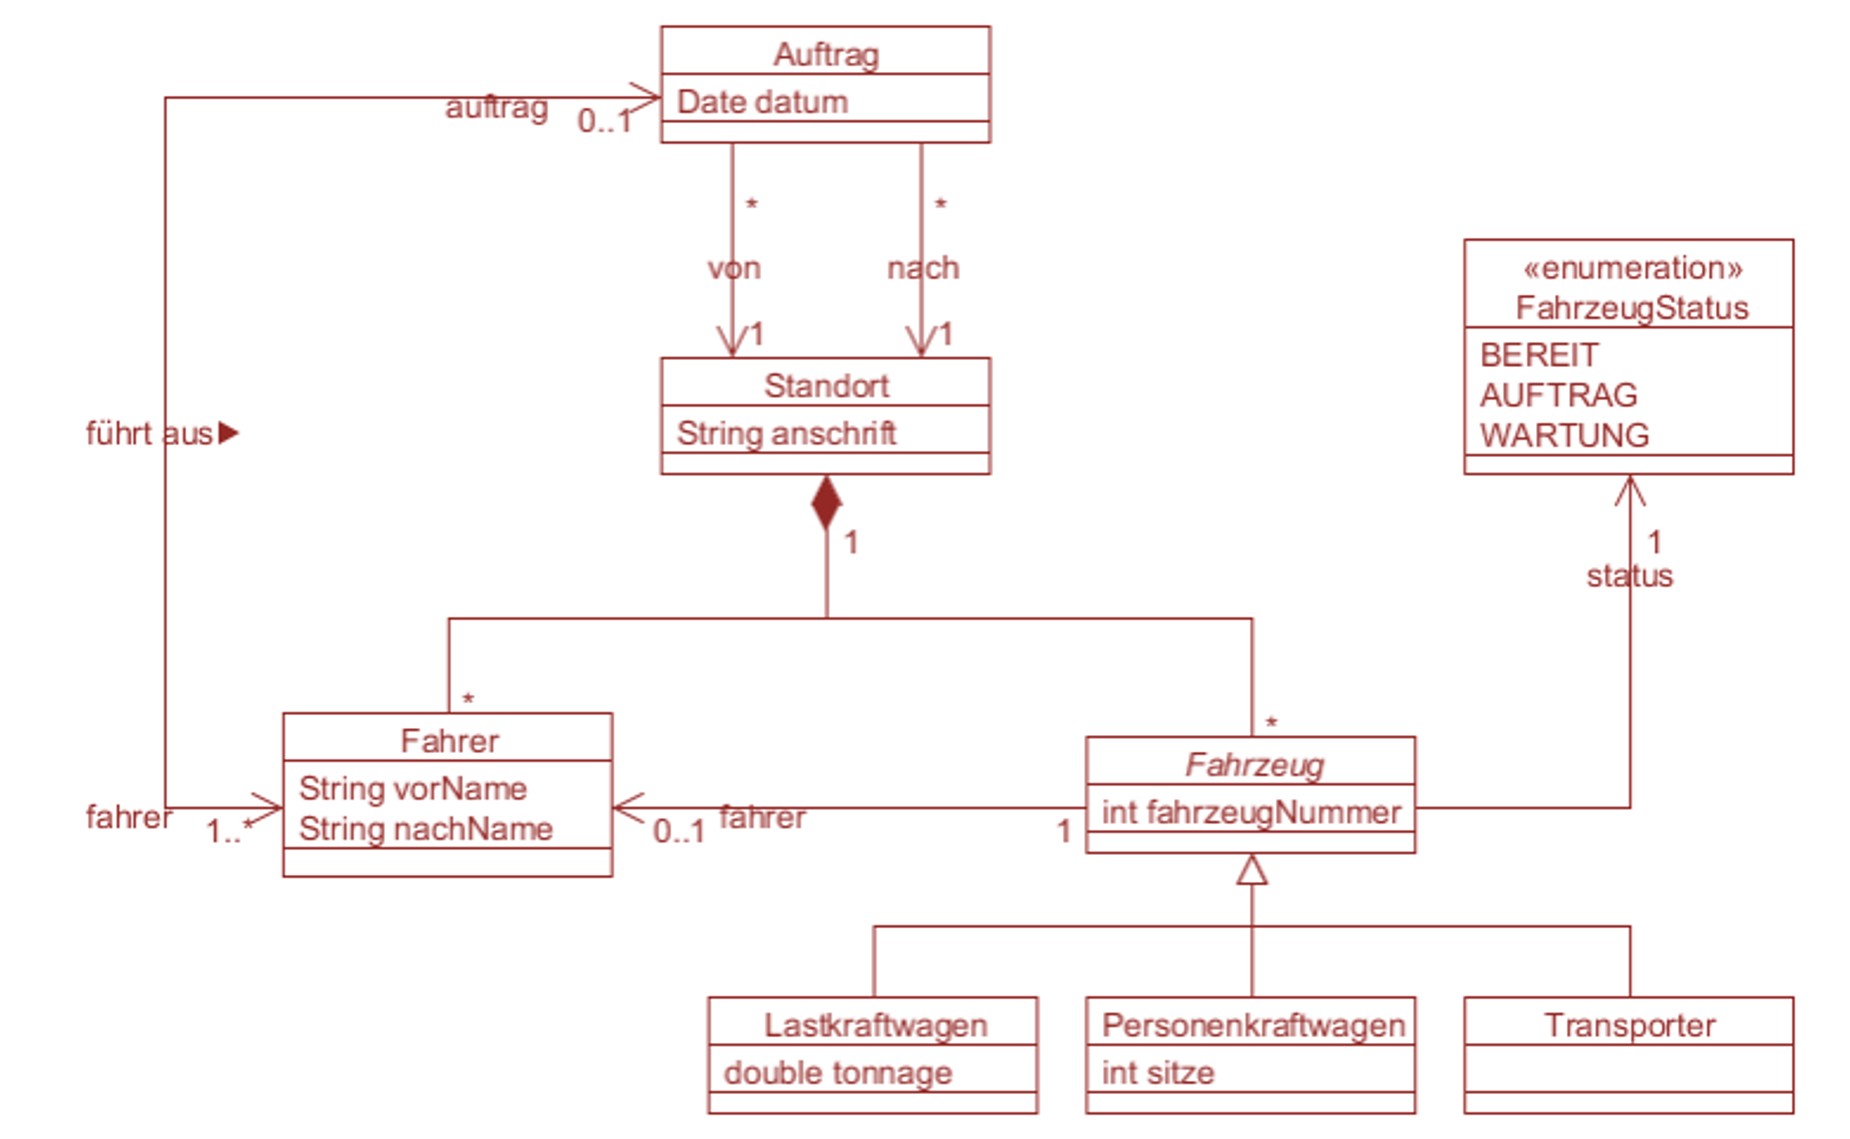 Auftrag
Date datum
auftrag
0..1
*
*
von
nach
1
1
«enumeration»
FahrzeugStatus
BEREIT
AUFTRAG
WARTUNG
Standort
String anschrift
führt aus▶
1
1
status
*
*
Fahrer
String vorName
String nachName
fahrer
1..*
0..1
fahrer
1
Fahrzeug
int fahrzeugNummer
Lastkraftwagen
double tonnage
Personenkraftwagen
int sitze
Transporter